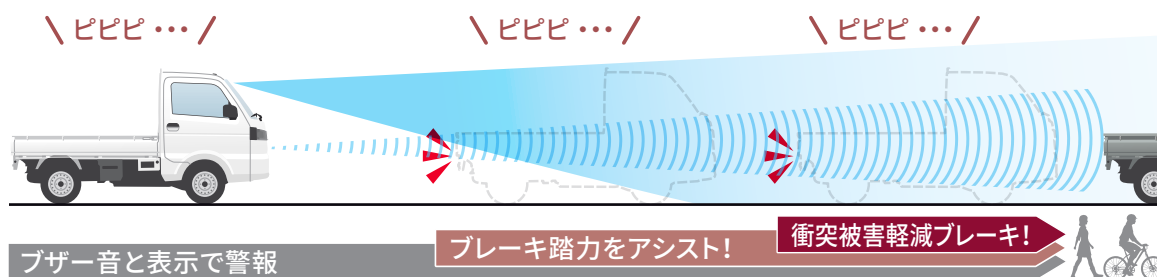 ピピピ・・・
ピピピ・・・
ピピピ・・・
ブザー音と表示で警報
ブレーキ踏力をアシスト!
衝突被害軽減ブレーキ!